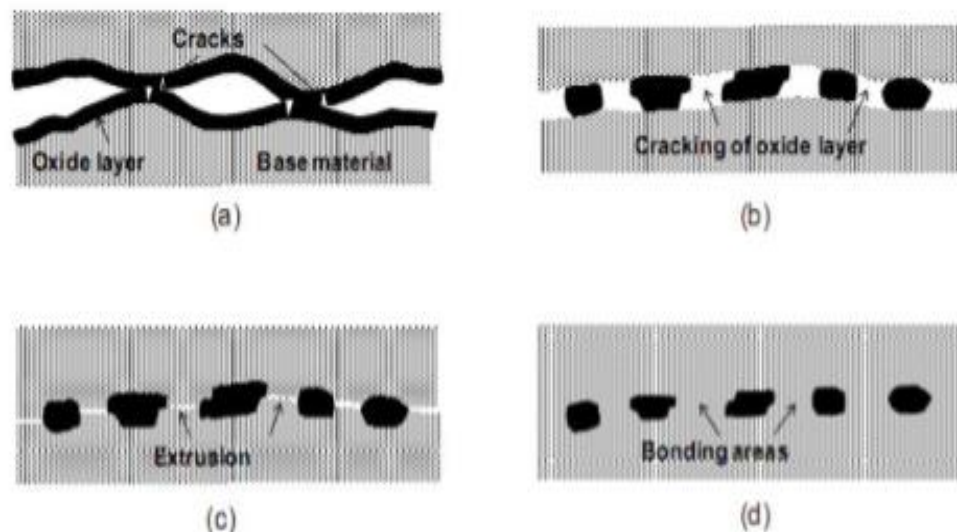 Cracks
Oxide layer
Base material
(a)
Cracking of oxide layer
(b)
Extrusion
(c)
Bonding areas
(d)